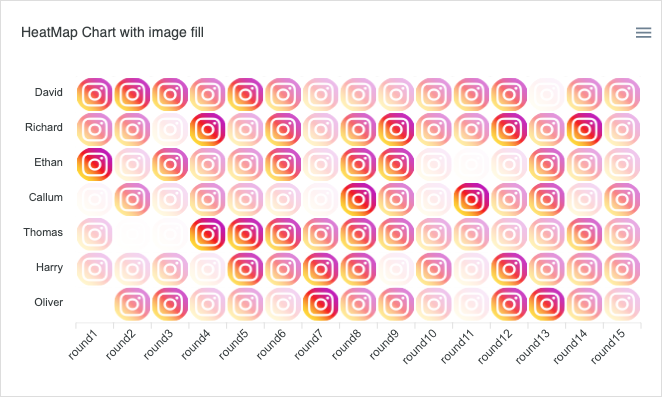 HeatMap Chart with image fill
David
Richard
Ethan
Callum
Thomas
Harry
Oliver
round1
round2
round3
round4
round5
round6
round7
round8
round9
round10
round11
round12
round13
round14
round15